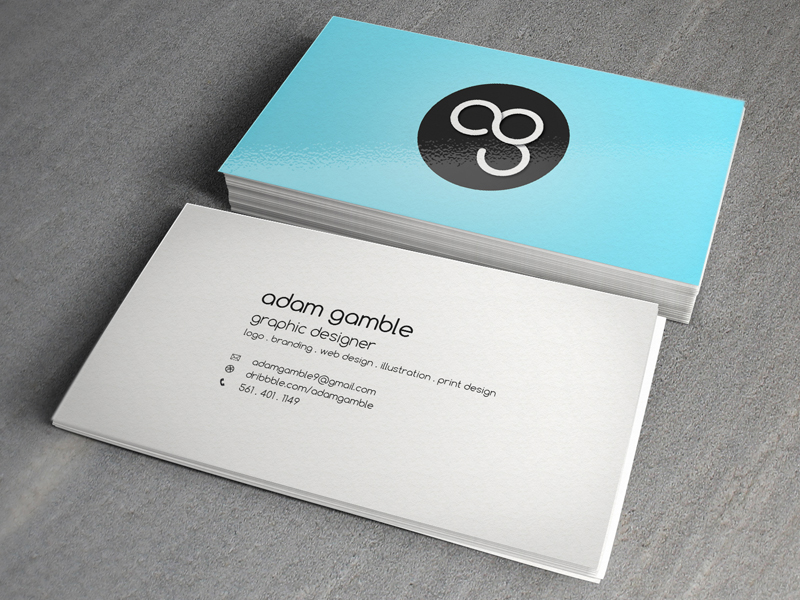 ag
adam gamble
graphic designer
logo . branding . web design . illustration . print design
adamgamble9@gmail.com
dribbble.com/adamgamble
561. 401. 1149